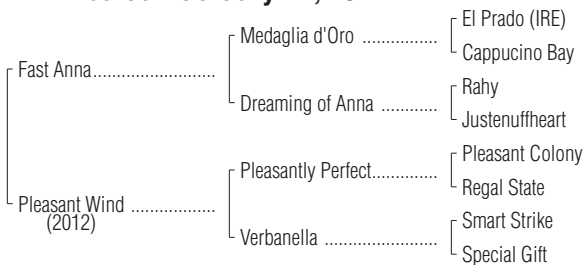 El Prado (IRE)
Medaglia d'Oro ..................
Cappucino Bay
Fast Anna.............................
Rahy
Dreaming of Anna .............
Justenuffheart
Pleasant Colony
Pleasantly Perfect...............
Regal State
Pleasant Wind ....................
(2012)
Smart Strike
Verbanella ........................
Special Gift